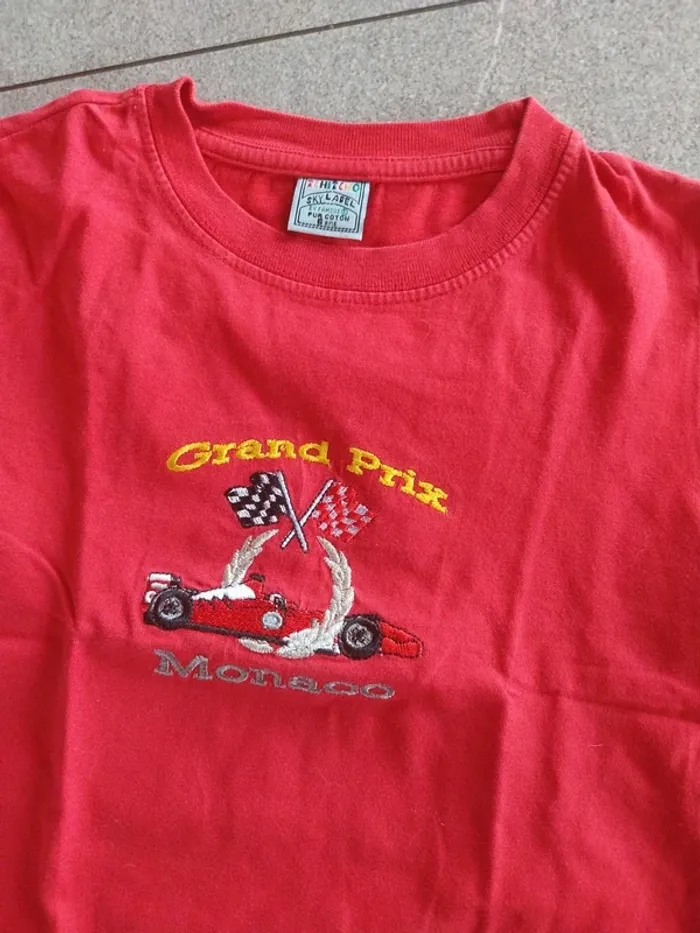 SKY LABEL
PUR COTON
Grand Prix
Monaco